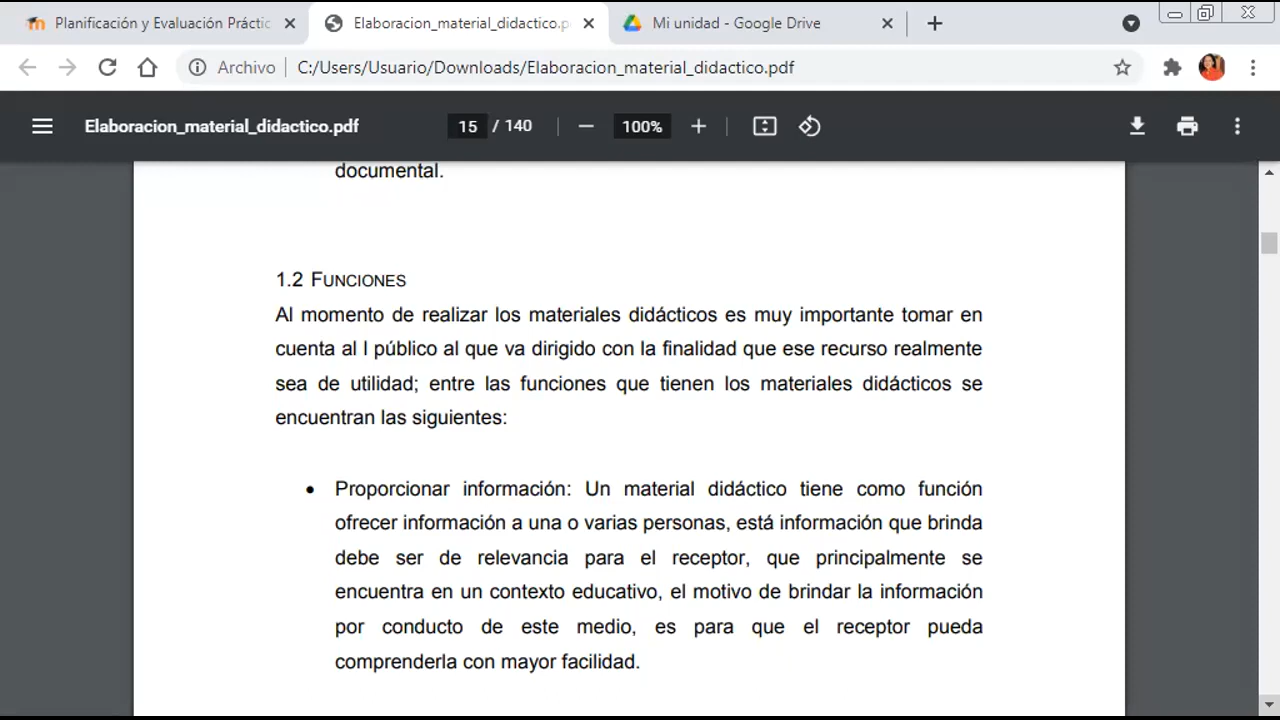 Planificación y Evaluación Práctic
Elaboracion_material_didactico.p
Mi unidad - Google Drive
Archivo
C:/Users/Usuario/Downloads/Elaboracion_material_didactico.pdf
Elaboracion_material_didactico.pdf
15 / 140
100%
documental.
1.2 FUNCIONES
Al momento de realizar los materiales didácticos es muy importante tomar en
cuenta al l público al que va dirigido con la finalidad que ese recurso realmente
sea de utilidad; entre las funciones que tienen los materiales didácticos se
encuentran las siguientes:
• Proporcionar información: Un material didáctico tiene como función
ofrecer información a una o varias personas, está información que brinda
debe ser de relevancia para el receptor, que principalmente se
encuentra en un contexto educativo, el motivo de brindar la información
por conducto de este medio, es para que el receptor pueda
comprenderla con mayor facilidad.